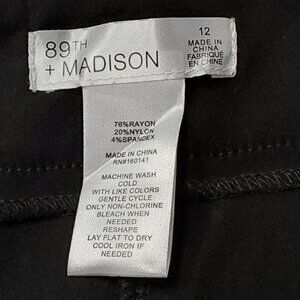 89TH
+ MADISON
12
MADE IN
CHINA
FABRIQUÉ
EN CHINE
76%RAYON
20%NYLON
4%SPANDEX
MADE IN CHINA
RN#160141
MACHINE WASH
COLD
WITH LIKE COLORS
GENTLE CYCLE
ONLY NON-CHLORINE
BLEACH WHEN
NEEDED
RESHAPE
LAY FLAT TO DRY
COOL IRON IF
NEEDED